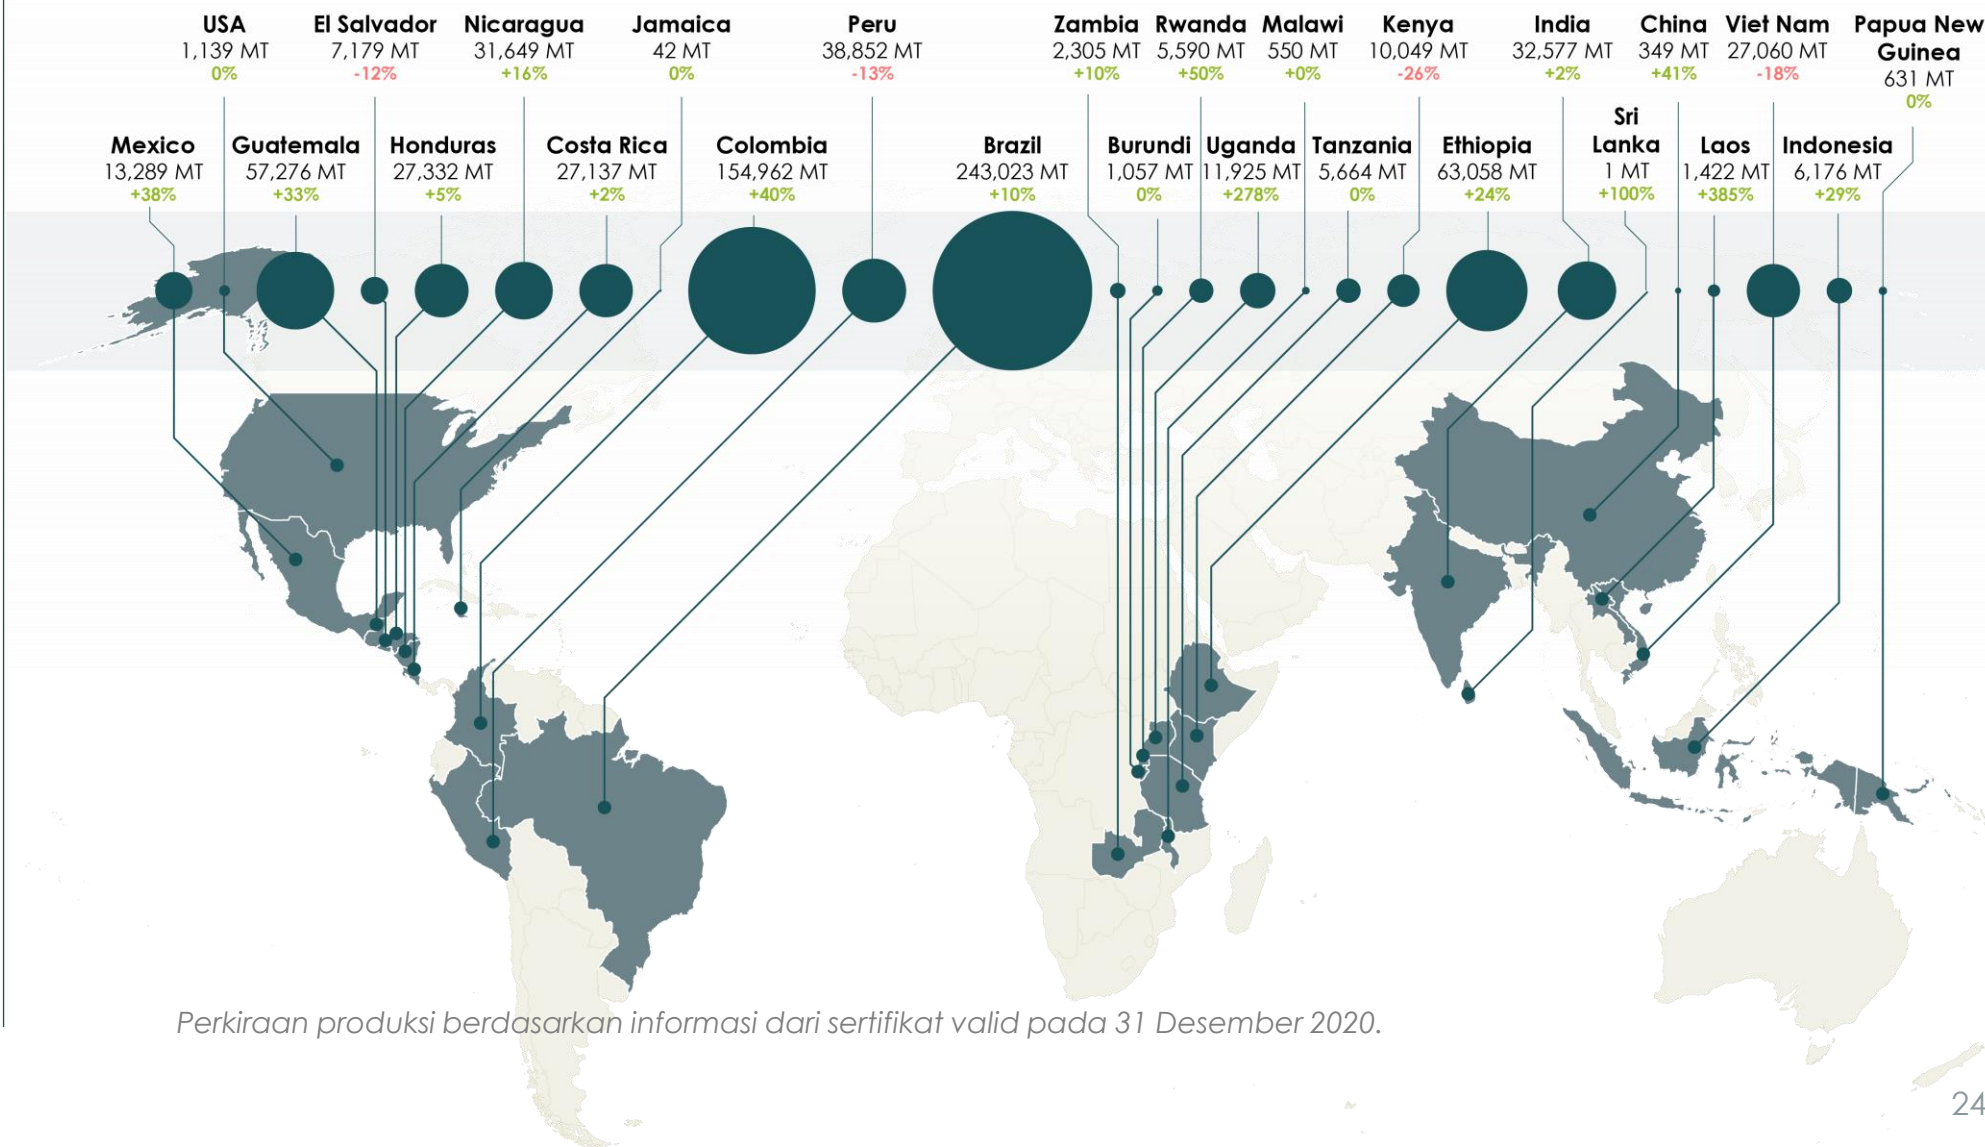 USA
1,139 MT
0%
El Salvador
7,179 MT
-12%
Nicaragua
31,649 MT
+16%
Jamaica
42 MT
0%
Peru
38,852 MT
-13%
Zambia
2,305 MT
+10%
Rwanda
5,590 MT
+50%
Malawi
550 MT
+0%
Kenya
10,049 MT
-26%
India
32,577 MT
+2%
China
349 MT
+41%
Viet Nam
27,060 MT
-18%
Papua New
Guinea
631 MT
0%
Mexico
13,289 MT
+38%
Guatemala
57,276 MT
+33%
Honduras
27,332 MT
+5%
Costa Rica
27,137 MT
+2%
Colombia
154,962 MT
+40%
Brazil
243,023 MT
+10%
Burundi
1,057 MT
0%
Uganda
11,925 MT
+278%
Tanzania
5,664 MT
0%
Ethiopia
63,058 MT
+24%
Sri
Lanka
1 MT
+100%
Laos
1,422 MT
+385%
Indonesia
6,176 MT
+29%
Perkiraan produksi berdasarkan informasi dari sertifikat valid pada 31 Desember 2020.
24